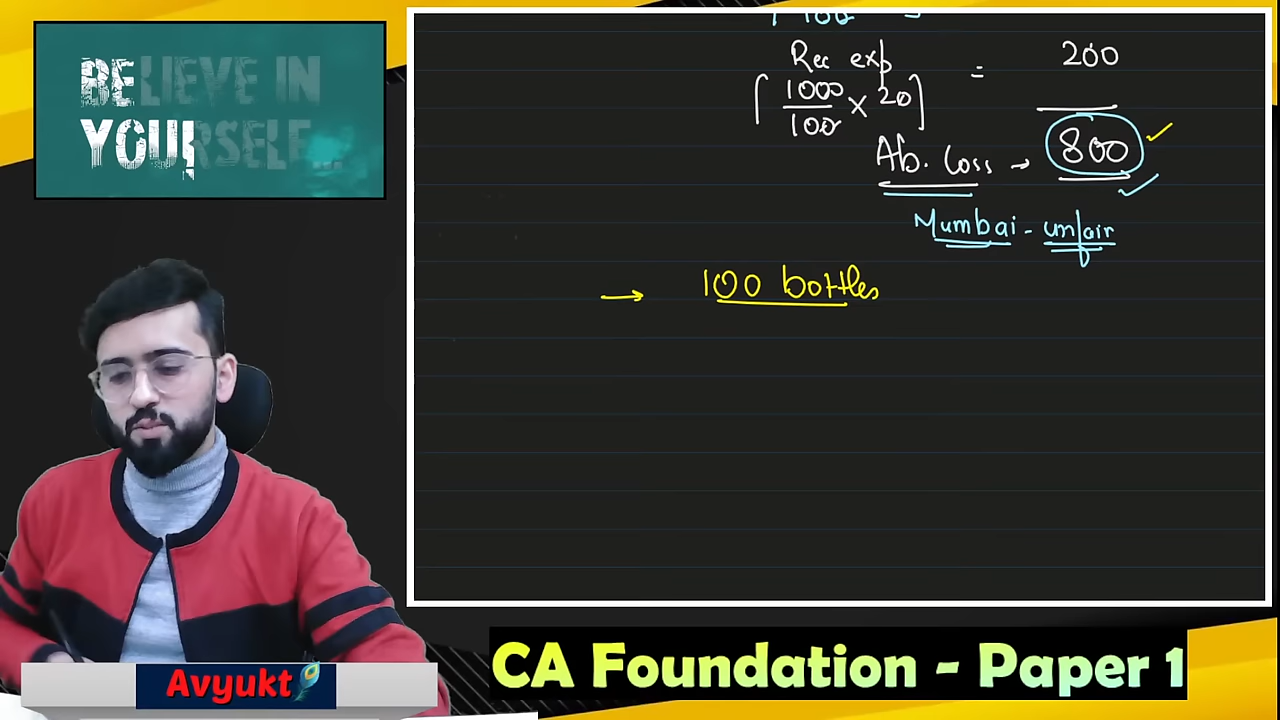 BELIEVE IN
YOURSELF...
Rec exp = 200
[1000/100 × 20]
Ab. Loss → 800
Mumbai - unfair
→ 100 bottles
Avyukt
CA Foundation - Paper 1